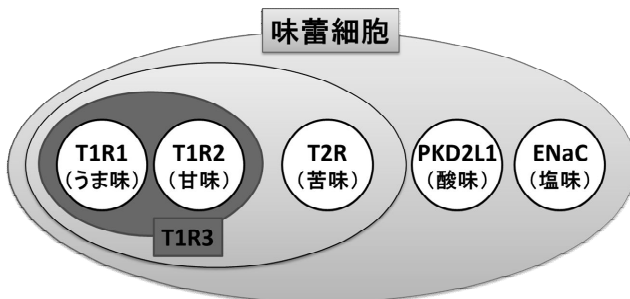 味蕾細胞
T1R1
(うま味)
T1R2
(甘味)
T2R
(苦味)
PKD2L1
(酸味)
ENaC
(塩味)
T1R3